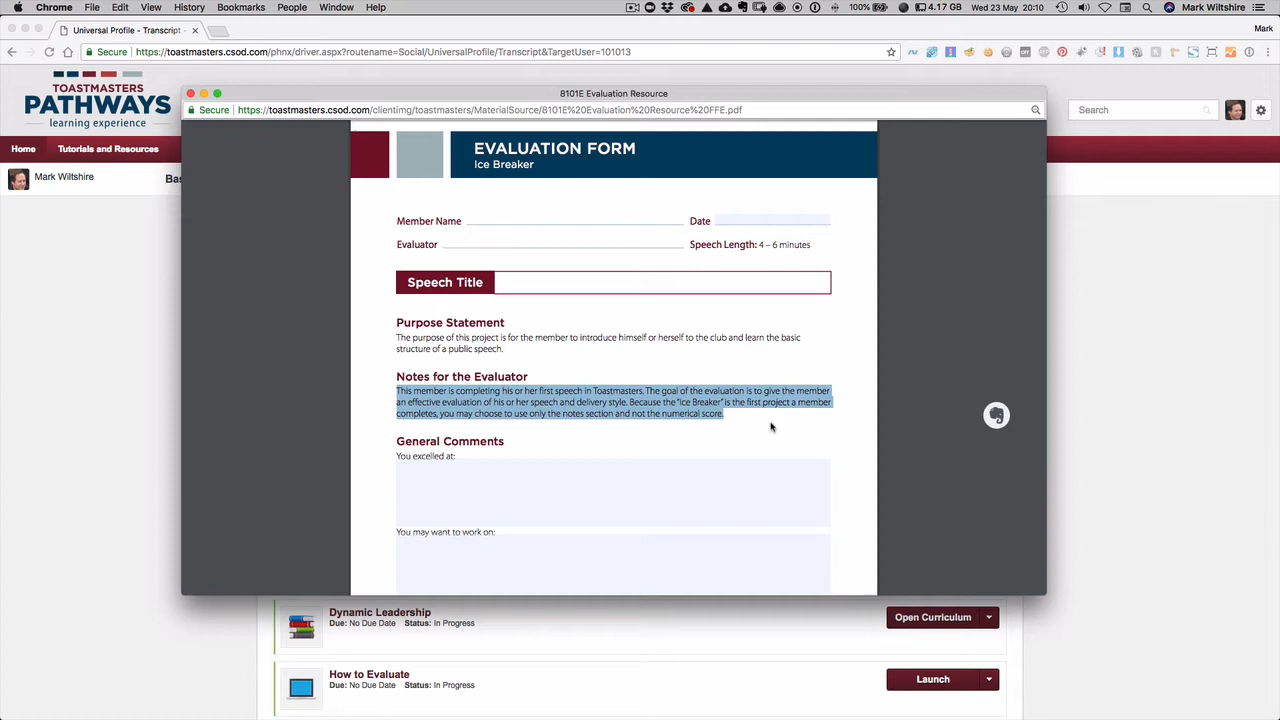 Chrome File Edit View History Bookmarks People Window Help
100% 4.17 GB Wed 23 May 20:10 Mark Wiltshire
Universal Profile - Transcript Mark
Secure https://toastmasters.csod.com/phnx/driver.aspx?routename=Social/UniversalProfile/Transcript&TargetUser=101013
TOASTMASTERS
PATHWAYS
learning experience
Search
Home Tutorials and Resources
Mark Wiltshire Bas
8101E Evaluation Resource
Secure https://toastmasters.csod.com/clientimg/toastmasters/MaterialSource/8101E%20Evaluation%20Resource%20FFE.pdf
EVALUATION FORM
Ice Breaker
Member Name Date
Evaluator Speech Length: 4 – 6 minutes
Speech Title
Purpose Statement
The purpose of this project is for the member to introduce himself or herself to the club and learn the basic
structure of a public speech.
Notes for the Evaluator
This member is completing his or her first speech in Toastmasters. The goal of the evaluation is to give the member
an effective evaluation of his or her speech and delivery style. Because the "Ice Breaker" is the first project a member
completes, you may choose to use only the notes section and not the numerical score.
General Comments
You excelled at:
You may want to work on:
Dynamic Leadership
Due: No Due Date Status: In Progress
Open Curriculum
How to Evaluate
Due: No Due Date Status: In Progress
Launch